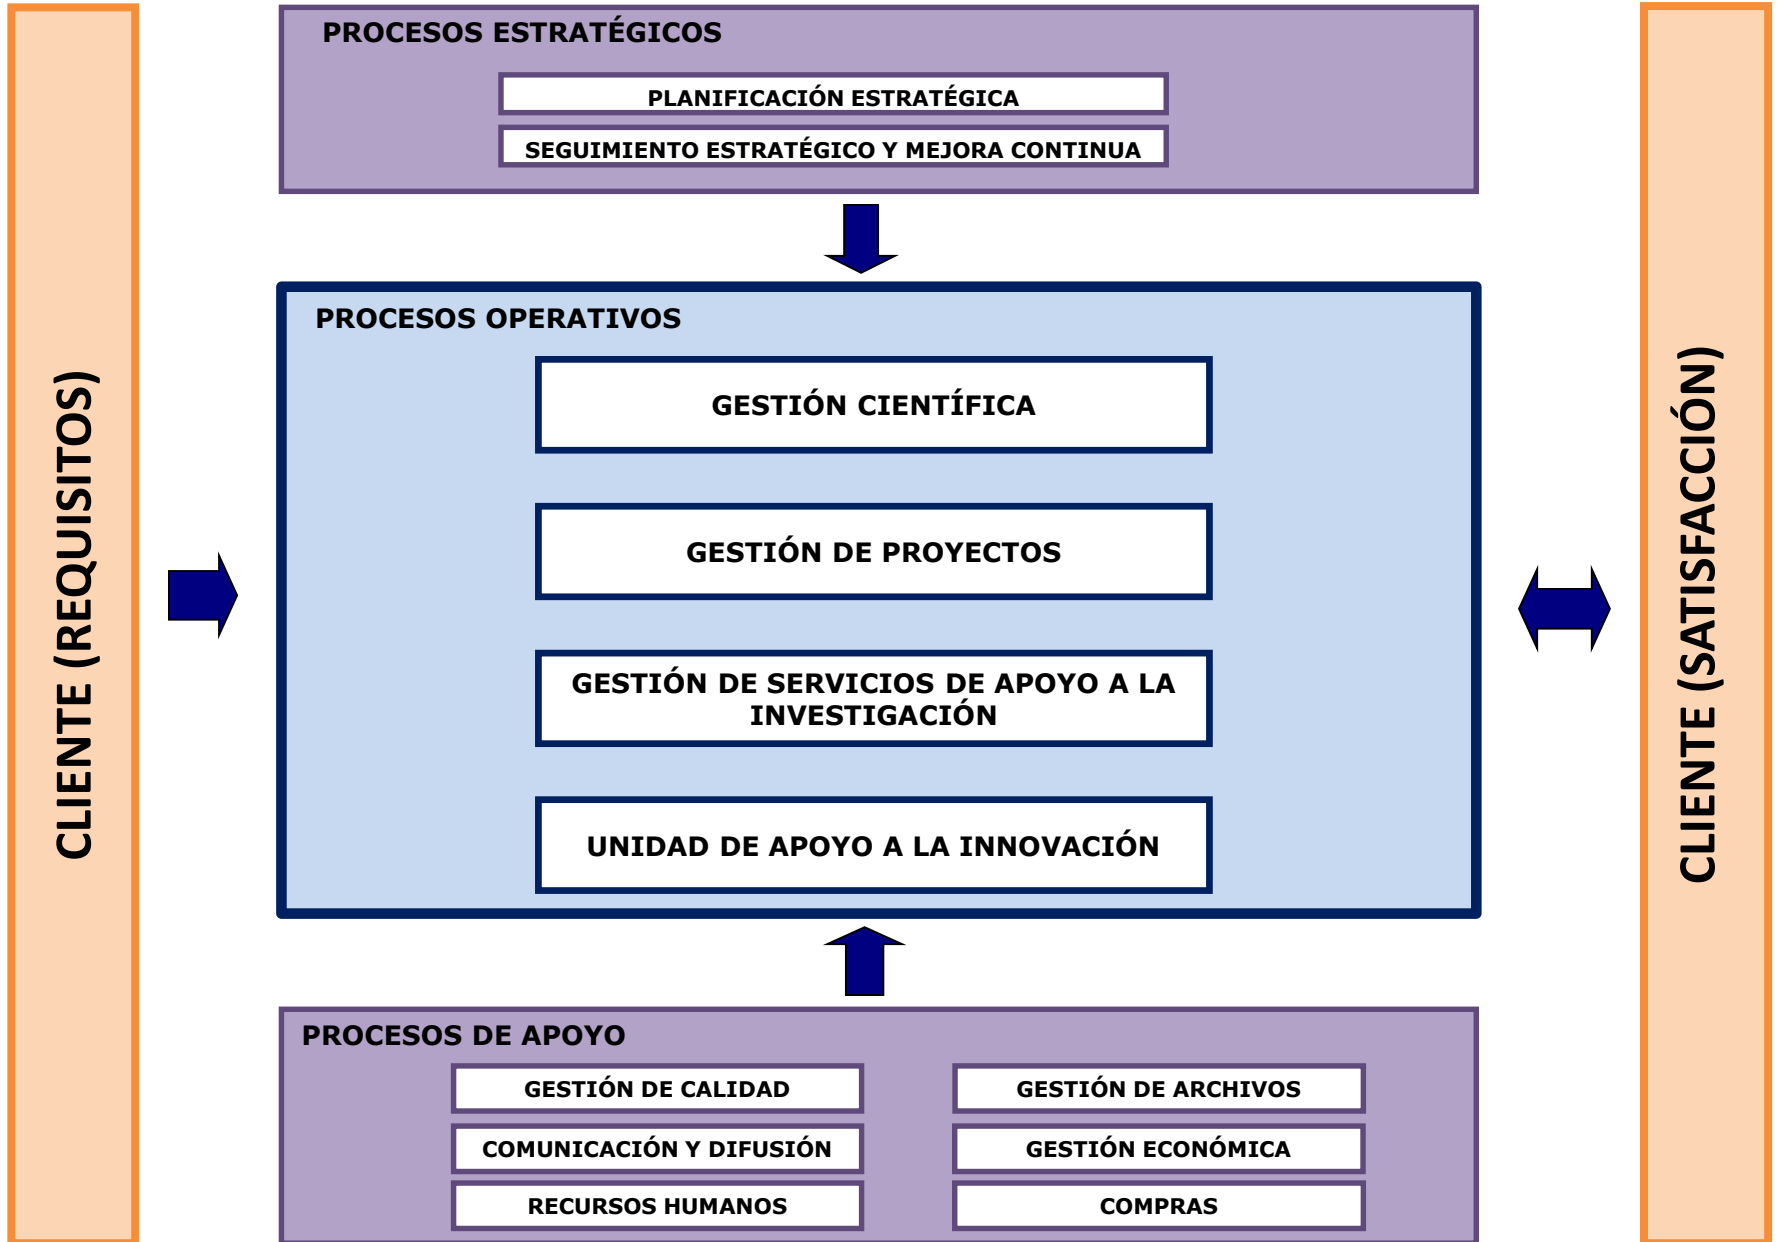 PROCESOS ESTRATÉGICOS
PLANIFICACIÓN ESTRATÉGICA
SEGUIMIENTO ESTRATÉGICO Y MEJORA CONTINUA
CLIENTE (REQUISITOS)
PROCESOS OPERATIVOS
GESTIÓN CIENTÍFICA
GESTIÓN DE PROYECTOS
GESTIÓN DE SERVICIOS DE APOYO A LA
INVESTIGACIÓN
UNIDAD DE APOYO A LA INNOVACIÓN
CLIENTE (SATISFACCIÓN)
PROCESOS DE APOYO
GESTIÓN DE CALIDAD
GESTIÓN DE ARCHIVOS
COMUNICACIÓN Y DIFUSIÓN
GESTIÓN ECONÓMICA
RECURSOS HUMANOS
COMPRAS